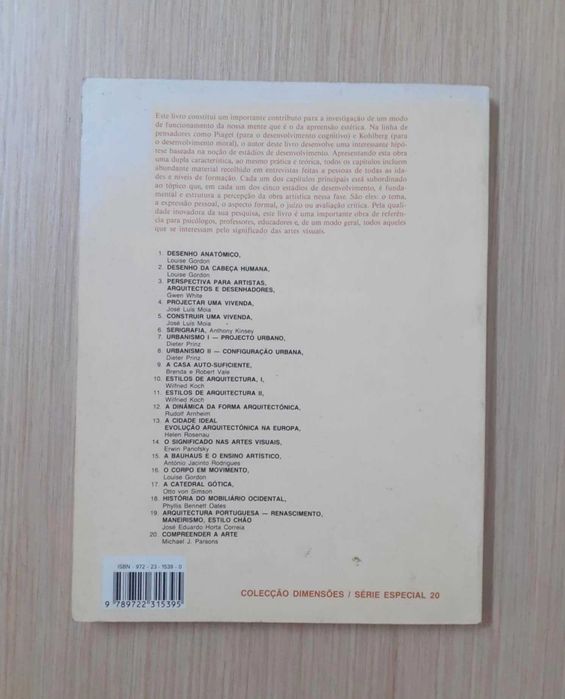 Este livro constitui um importante contributo para a investigação de um modo
de funcionamento da nossa mente que é o da apreensão estética. Na linha de
pensadores como Piaget (para o desenvolvimento cognitivo) e Kohlberg (para
o desenvolvimento moral), o autor deste livro desenvolve uma interessante hipó-
tese baseada na noção de estádios de desenvolvimento. Apresentando esta obra
uma dupla característica, ao mesmo prática e teórica, todos os capítulos incluem
abundante material recolhido em entrevistas feitas a pessoas de todas as ida-
des e níveis de formação. Cada um dos capítulos principais está subordinado
ao tópico que, em cada um dos cinco estádios de desenvolvimento, é funda-
mental e estrutura a percepção da obra artística nessa fase. São eles: o tema,
a expressão pessoal, o aspecto formal, o juízo ou avaliação crítica. Pela quali-
dade inovadora da sua pesquisa, este livro é uma importante obra de referên-
cia para psicólogos, professores, educadores e, de um modo geral, todos aqueles
que se interessam pelo significado das artes visuais.
1. DESENHO ANATÓMICO,
Louise Gordon
2. DESENHO DA CABEÇA HUMANA,
Louise Gordon
3. PERSPECTIVA PARA ARTISTAS,
ARQUITECTOS E DESENHADORES,
Gwen White
4. PROJECTAR UMA VIVENDA,
José Luís Moia
5. CONSTRUIR UMA VIVENDA,
José Luís Moia
6. SERIGRAFIA, Anthony Kinsey
7. URBANISMO I — PROJECTO URBANO,
Dieter Prinz
8. URBANISMO II — CONFIGURAÇÃO URBANA,
Dieter Prinz
9. A CASA AUTO-SUFICIENTE,
Brenda e Robert Vale
10. ESTILOS DE ARQUITECTURA, I,
Wilfried Koch
11. ESTILOS DE ARQUITECTURA II,
Wilfried Koch
12. A DINÂMICA DA FORMA ARQUITECTÓNICA,
Rudolf Arnheim
13. A CIDADE IDEAL
EVOLUÇÃO ARQUITECTÓNICA NA EUROPA,
Helen Rosenau
14. O SIGNIFICADO NAS ARTES VISUAIS,
Erwin Panofsky
15. A BAUHAUS E O ENSINO ARTÍSTICO,
António Jacinto Rodrigues
16. O CORPO EM MOVIMENTO,
Louise Gordon
17. A CATEDRAL GÓTICA,
Otto von Simson
18. HISTÓRIA DO MOBILIÁRIO OCIDENTAL,
Phyllis Bennett Oates
19. ARQUITECTURA PORTUGUESA — RENASCIMENTO,
MANEIRISMO, ESTILO CHÃO
José Eduardo Horta Correia
20. COMPREENDER A ARTE
Michael J. Parsons
ISBN - 972 - 23 - 1539 - 0
9 789722 315395
COLECÇÃO DIMENSÕES / SÉRIE ESPECIAL 20